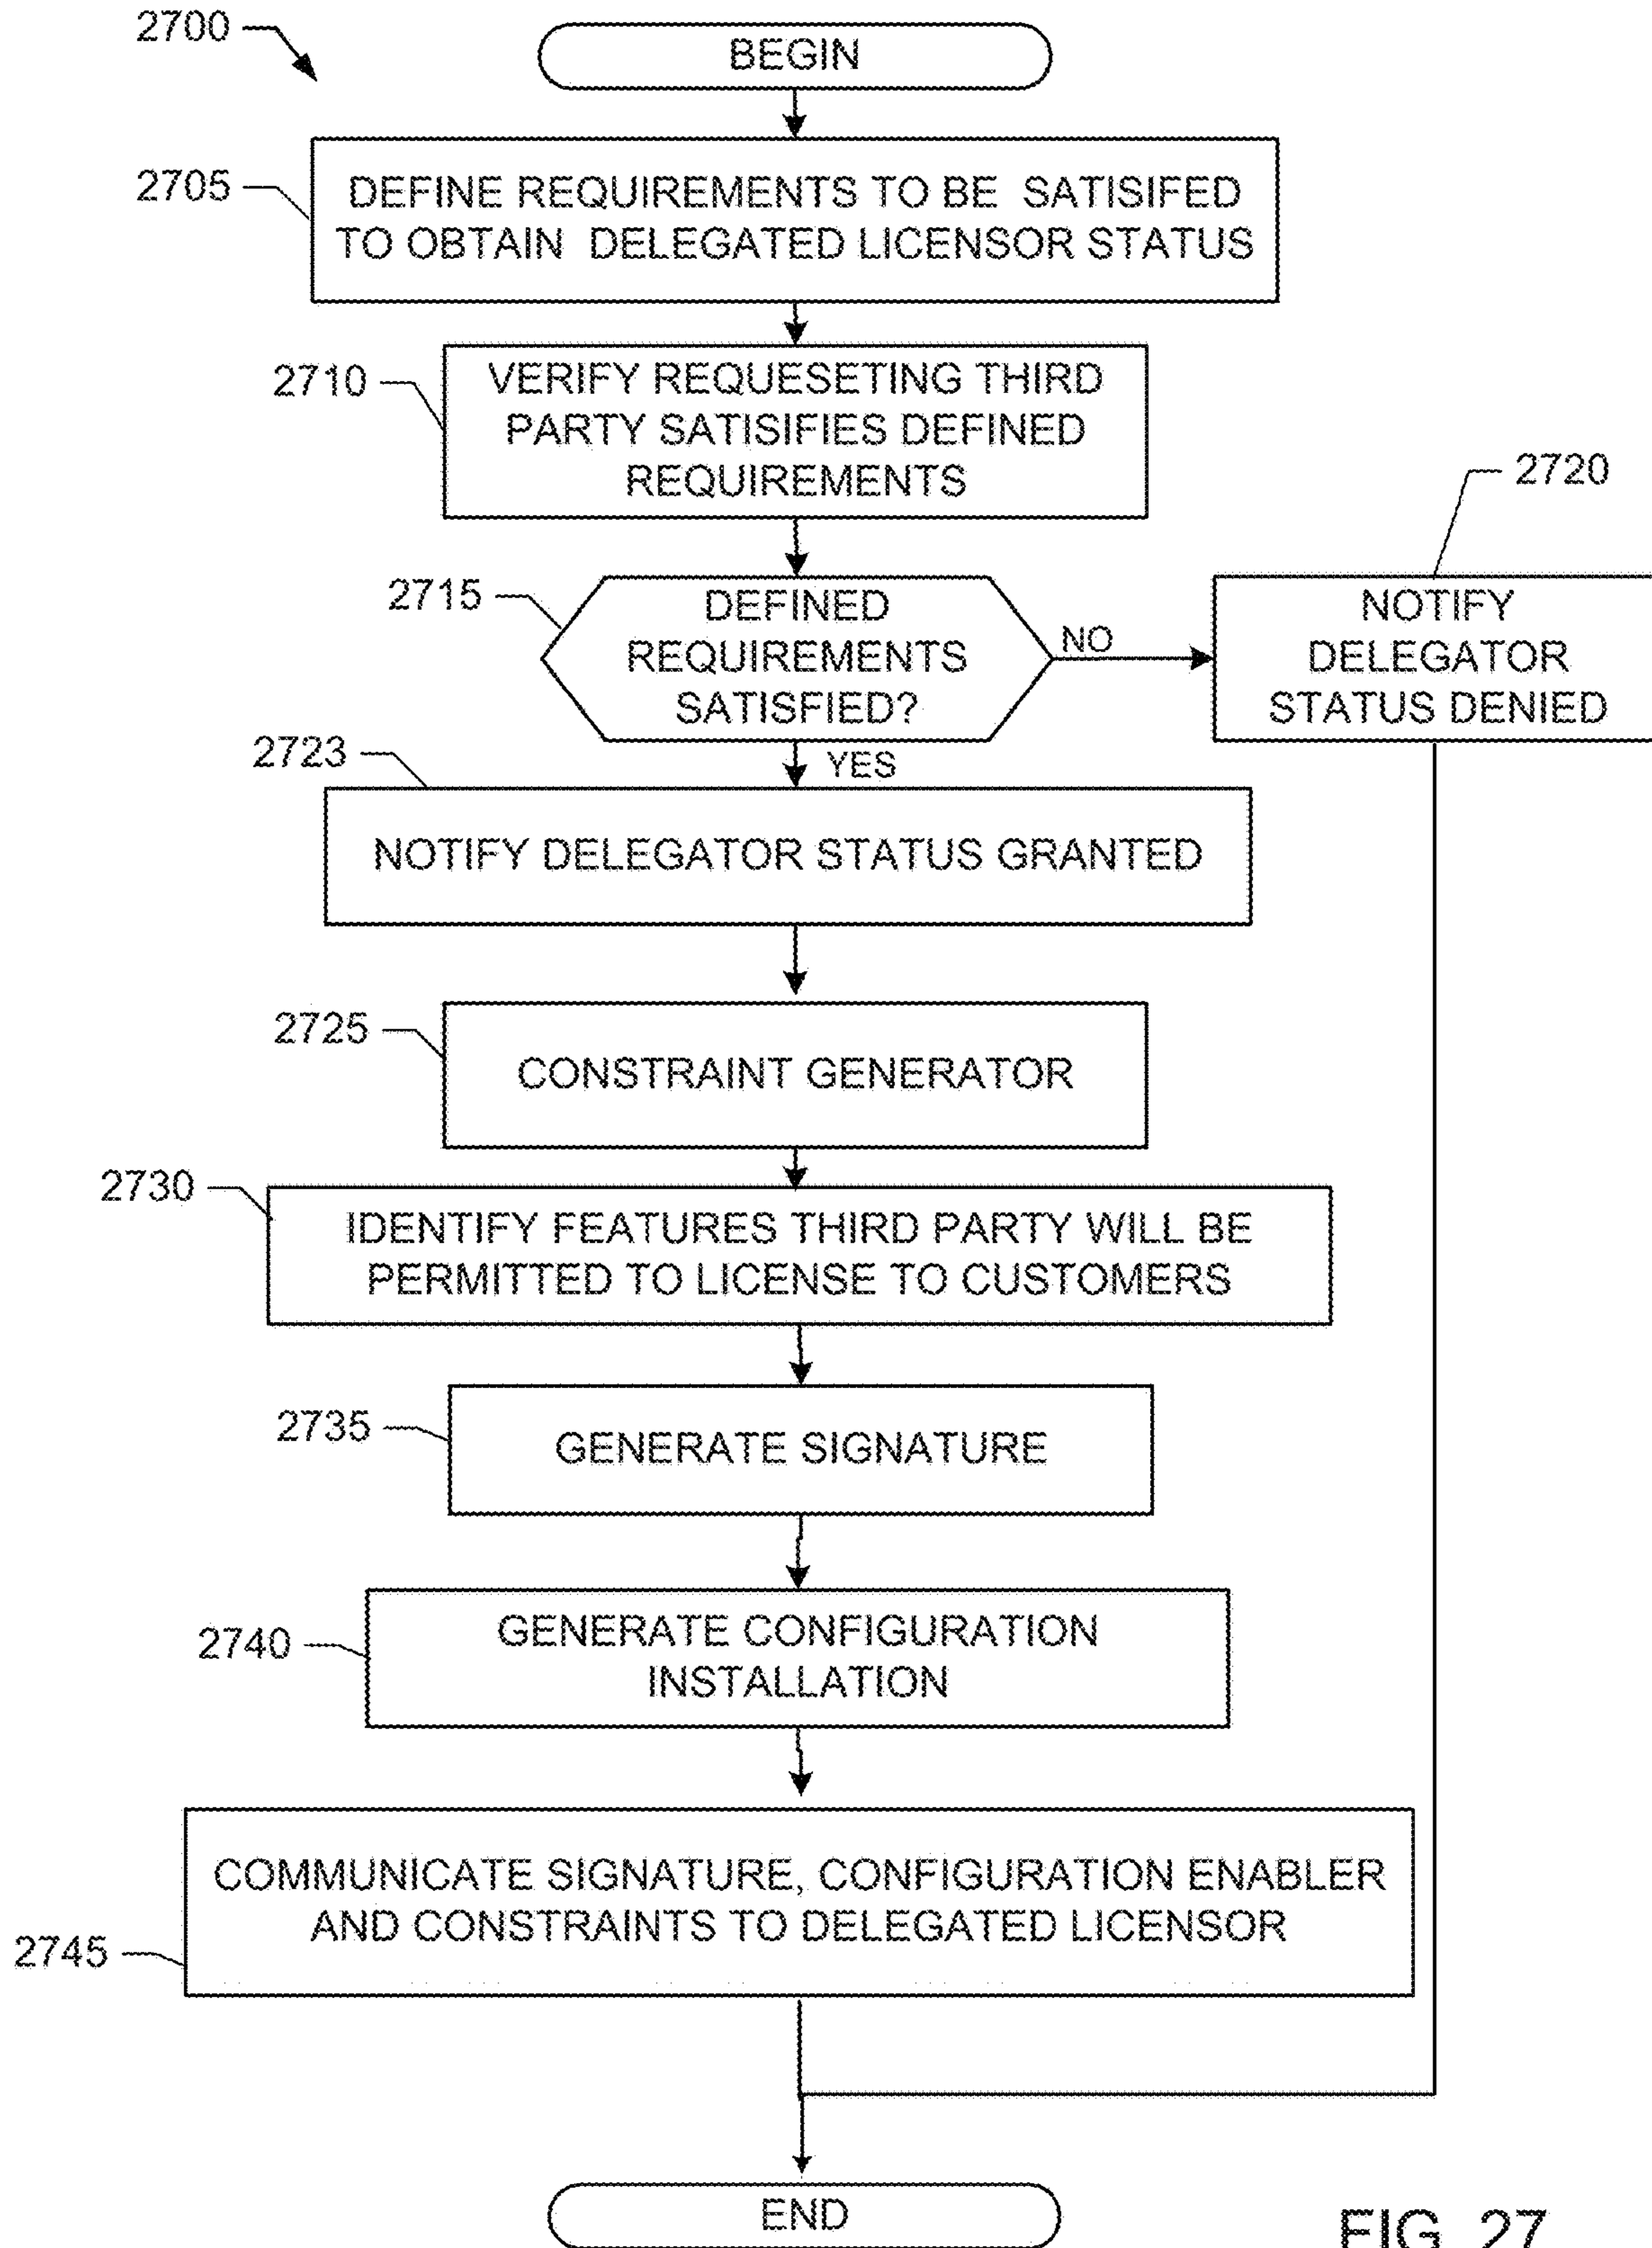 2700
BEGIN
2705
DEFINE REQUIREMENTS TO BE SATISIFED
TO OBTAIN DELEGATED LICENSOR STATUS
2710
VERIFY REQUESETING THIRD
PARTY SATISIFIES DEFINED
REQUIREMENTS
2715
DEFINED
REQUIREMENTS
SATISFIED?
NO
2720
NOTIFY
DELEGATOR
STATUS DENIED
YES
2723
NOTIFY DELEGATOR STATUS GRANTED
2725
CONSTRAINT GENERATOR
2730
IDENTIFY FEATURES THIRD PARTY WILL BE
PERMITTED TO LICENSE TO CUSTOMERS
2735
GENERATE SIGNATURE
2740
GENERATE CONFIGURATION
INSTALLATION
2745
COMMUNICATE SIGNATURE, CONFIGURATION ENABLER
AND CONSTRAINTS TO DELEGATED LICENSOR
END
FIG. 27